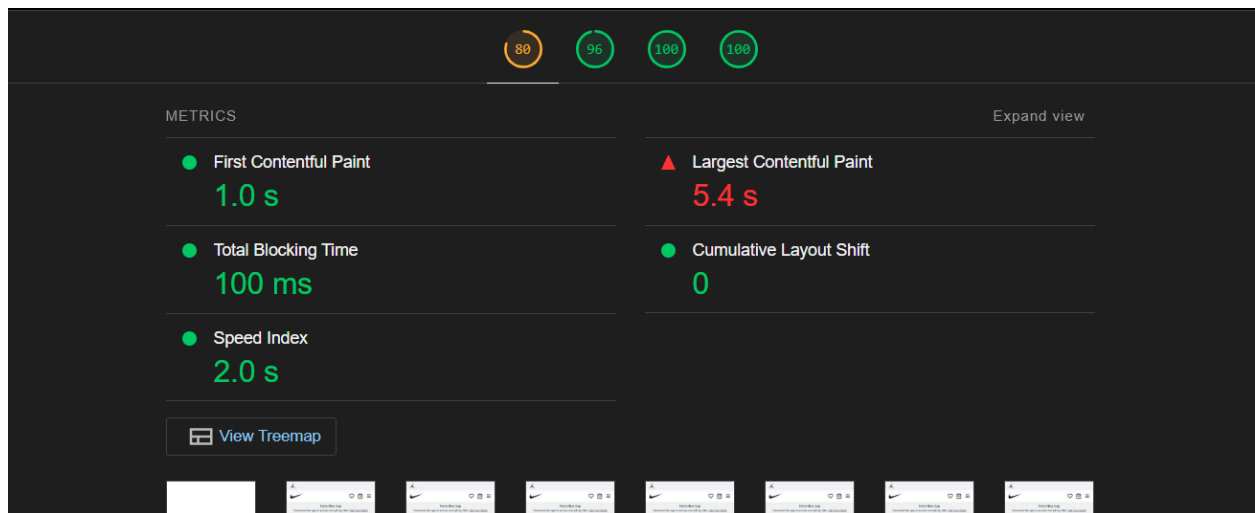 80 96 100 100
METRICS
Expand view
First Contentful Paint
1.0 s
Largest Contentful Paint
5.4 s
Total Blocking Time
100 ms
Cumulative Layout Shift
0
Speed Index
2.0 s
View Treemap